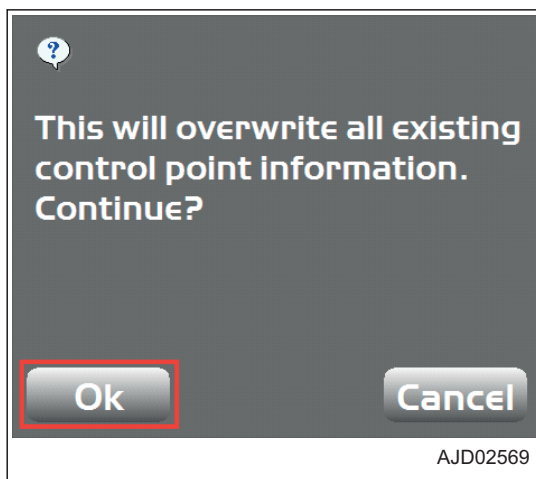 ?
This will overwrite all existing
control point information.
Continue?
Ok
Cancel
AJD02569